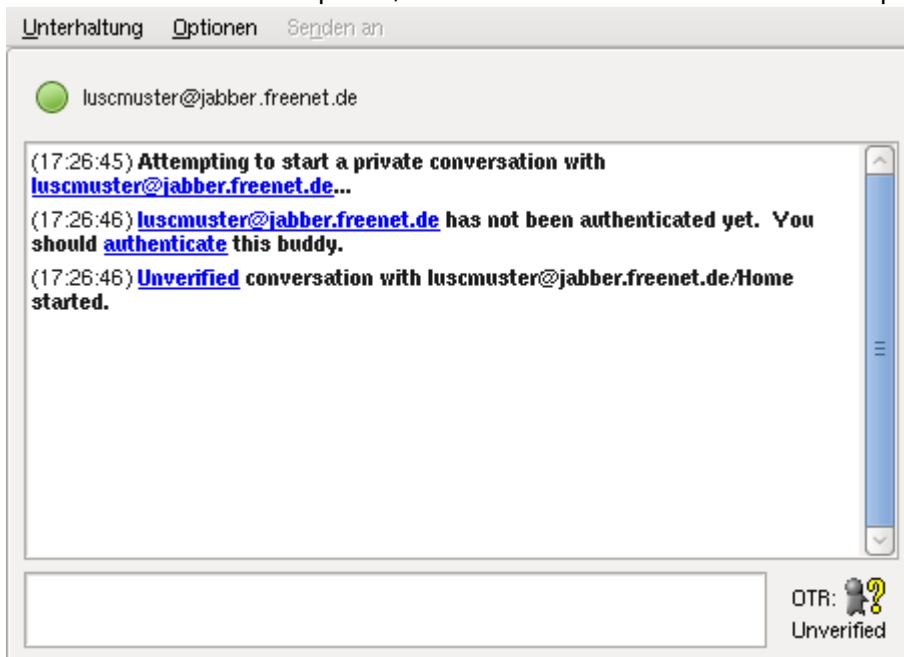 Unterhaltung Optionen Senden an
luscmuster@jabber.freenet.de
(17:26:45) Attempting to start a private conversation with
luscmuster@jabber.freenet.de...
(17:26:46) luscmuster@jabber.freenet.de has not been authenticated yet.  You
should authenticate this buddy.
(17:26:46) Unverified conversation with luscmuster@jabber.freenet.de/Home
started.
OTR:
Unverified